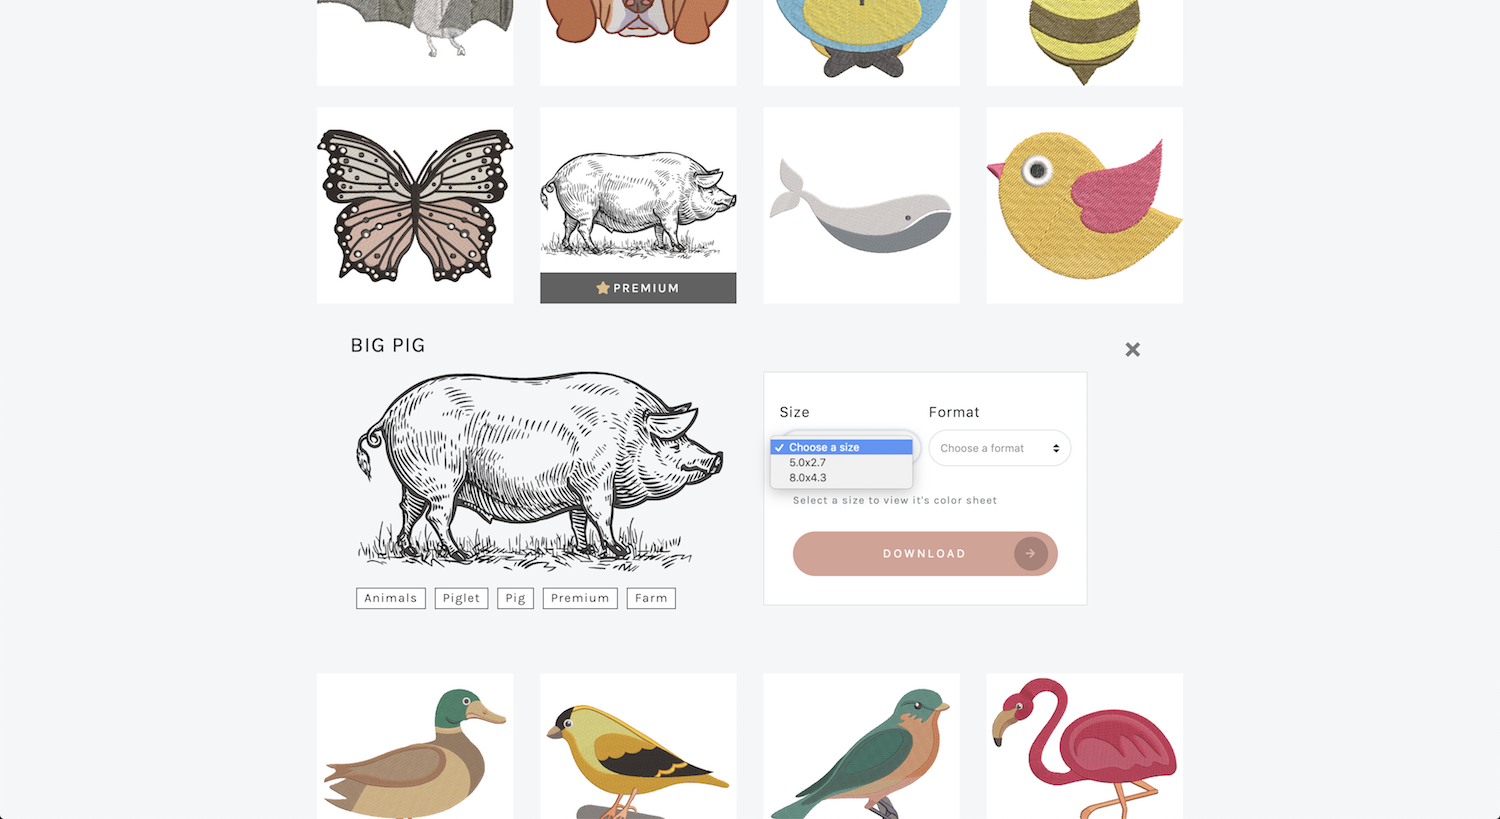 PREMIUM
BIG PIG
Size
Format
Choose a size
5.0x2.7
8.0x4.3
Choose a format
Select a size to view it's color sheet
DOWNLOAD
Animals
Piglet
Pig
Premium
Farm